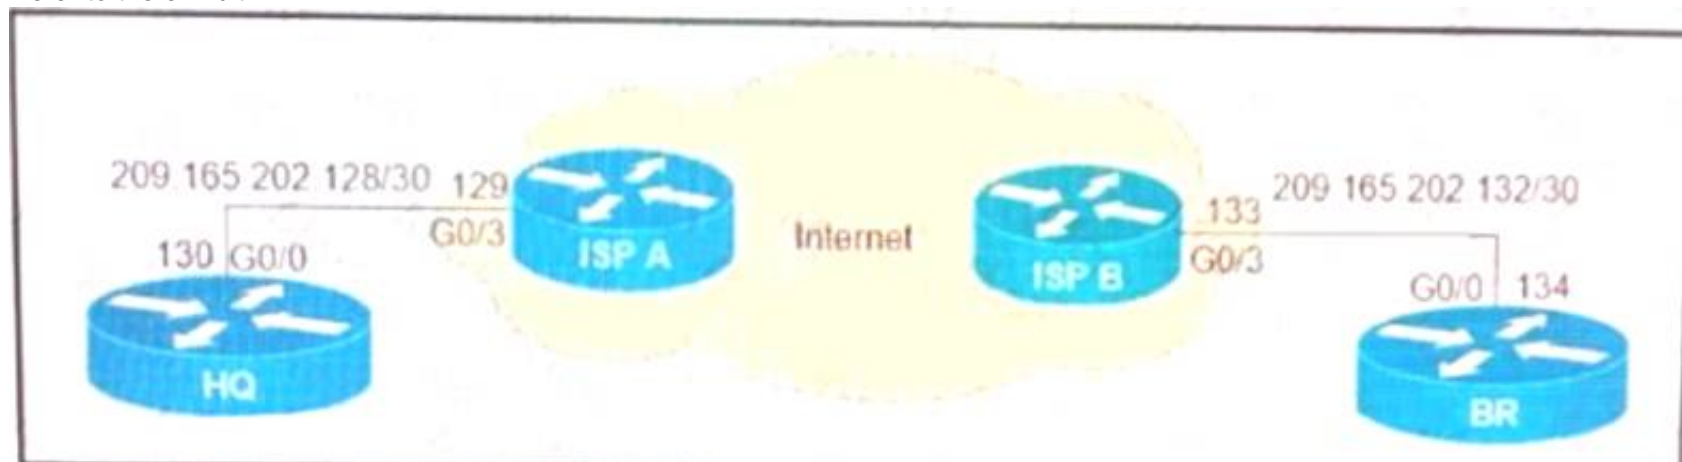 209 165 202 128/30 129
G0/3
130 G0/0
HQ
ISP A
Internet
ISP B
133 209 165 202 132/30
G0/3
G0/0 134
BR